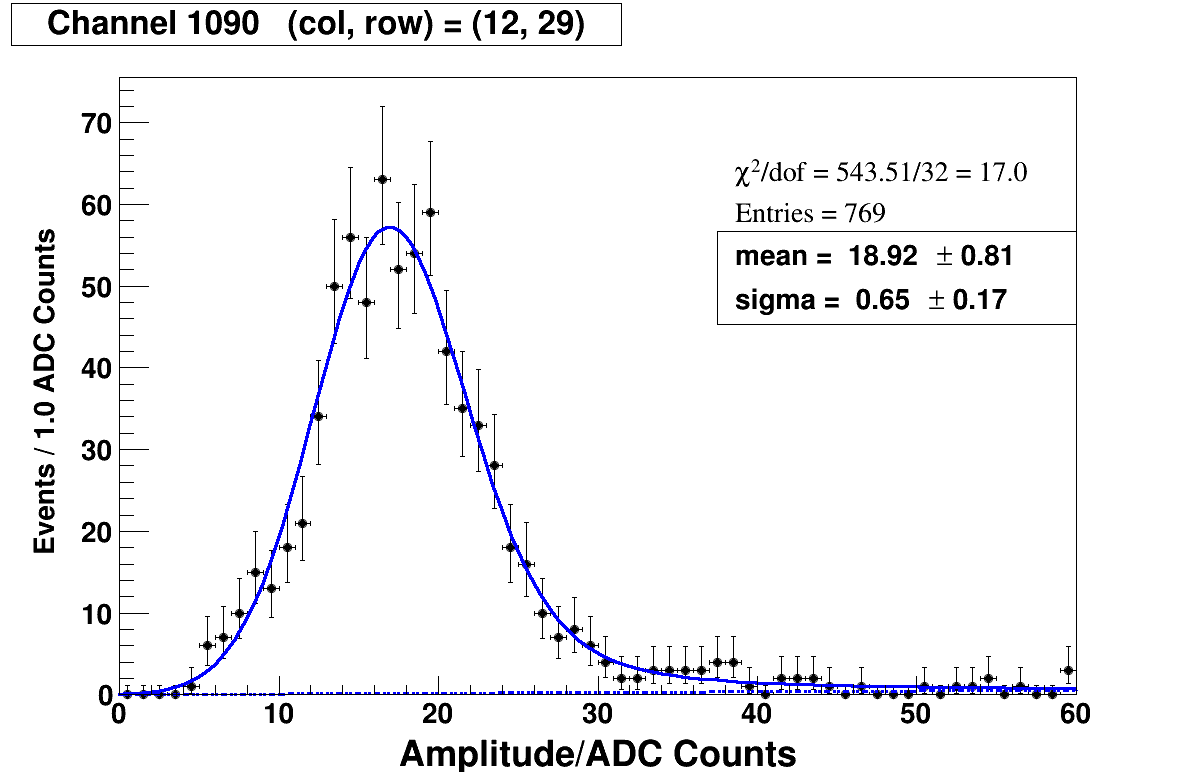 Channel 1090 (col, row) = (12, 29)
χ²/dof = 543.51/32 = 17.0
Entries = 769
mean = 18.92 ± 0.81
sigma = 0.65 ± 0.17
Events / 1.0 ADC Counts
70
60
50
40
30
20
10
0
0 10 20 30 40 50 60
Amplitude/ADC Counts